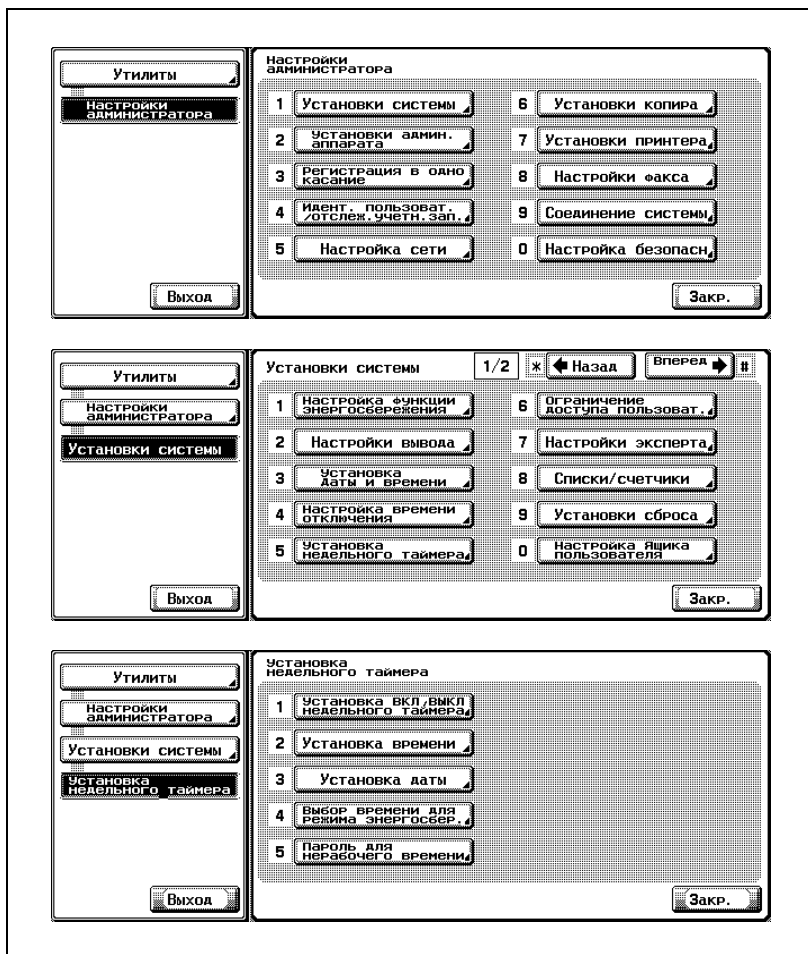 Утилиты
Настройки
администратора
Выход
Настройки
администратора
1 Установки системы
2 Установки админ.
аппарата
3 Регистрация в одно
касание
4 Идент. пользоват.
/отслеж.учетн.зап.
5 Настройка сети
6 Установки копира
7 Установки принтера
8 Настройки факса
9 Соединение системы
0 Настройка безопасн
Закр.
Утилиты
Настройки
администратора
Установки системы
Выход
Установки системы 1/2 * Назад Вперед #
1 Настройка функции
энергосбережения
2 Настройки вывода
3 Установка
даты и времени
4 Настройка времени
отключения
5 Установка
недельного таймера
6 Ограничение
доступа пользоват.
7 Настройки эксперта
8 Списки/счетчики
9 Установки сброса
0 Настройка Ящика
пользователя
Закр.
Утилиты
Настройки
администратора
Установки системы
Установка
недельного таймера
Выход
Установка
недельного таймера
1 Установка ВКЛ/ВЫКЛ
недельного таймера
2 Установка времени
3 Установка даты
4 Выбор времени для
режима энергосбер.
5 Пароль для
нерабочего времени
Закр.